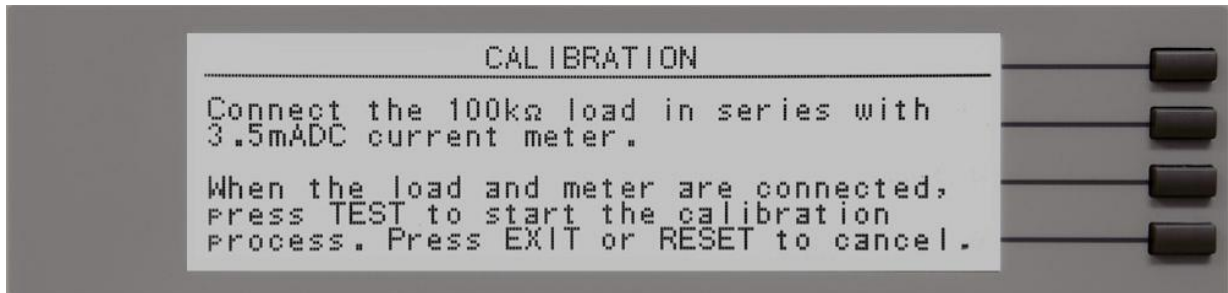 CALIBRATION
Connect the 100kΩ load in series with
3.5mADC current meter.
When the load and meter are connected,
press TEST to start the calibration
process. Press EXIT or RESET to cancel.